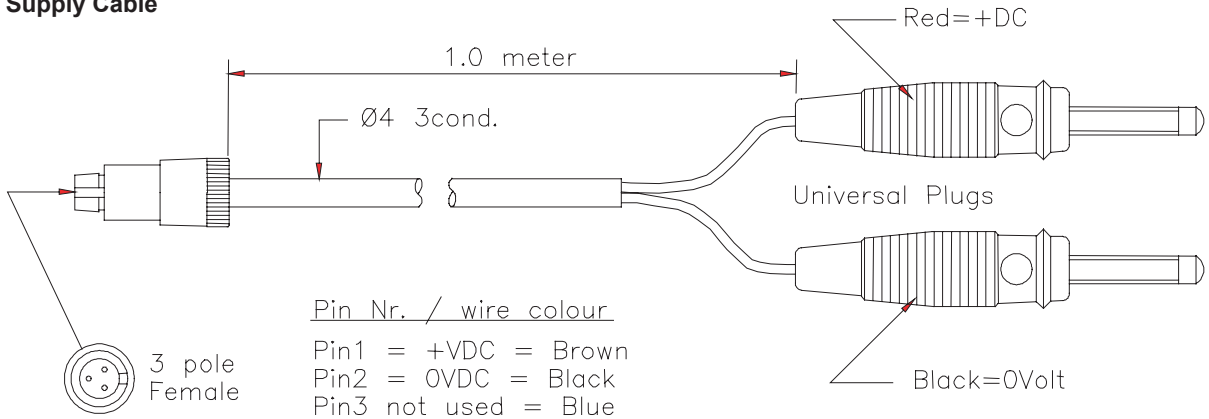 Supply Cable
Red=+DC
1.0 meter
Ø4 3cond.
Universal Plugs
Pin Nr. / wire colour
Pin1 = +VDC = Brown
Pin2 = 0VDC = Black
Pin3 not used = Blue
3 pole
Female
Black=0Volt